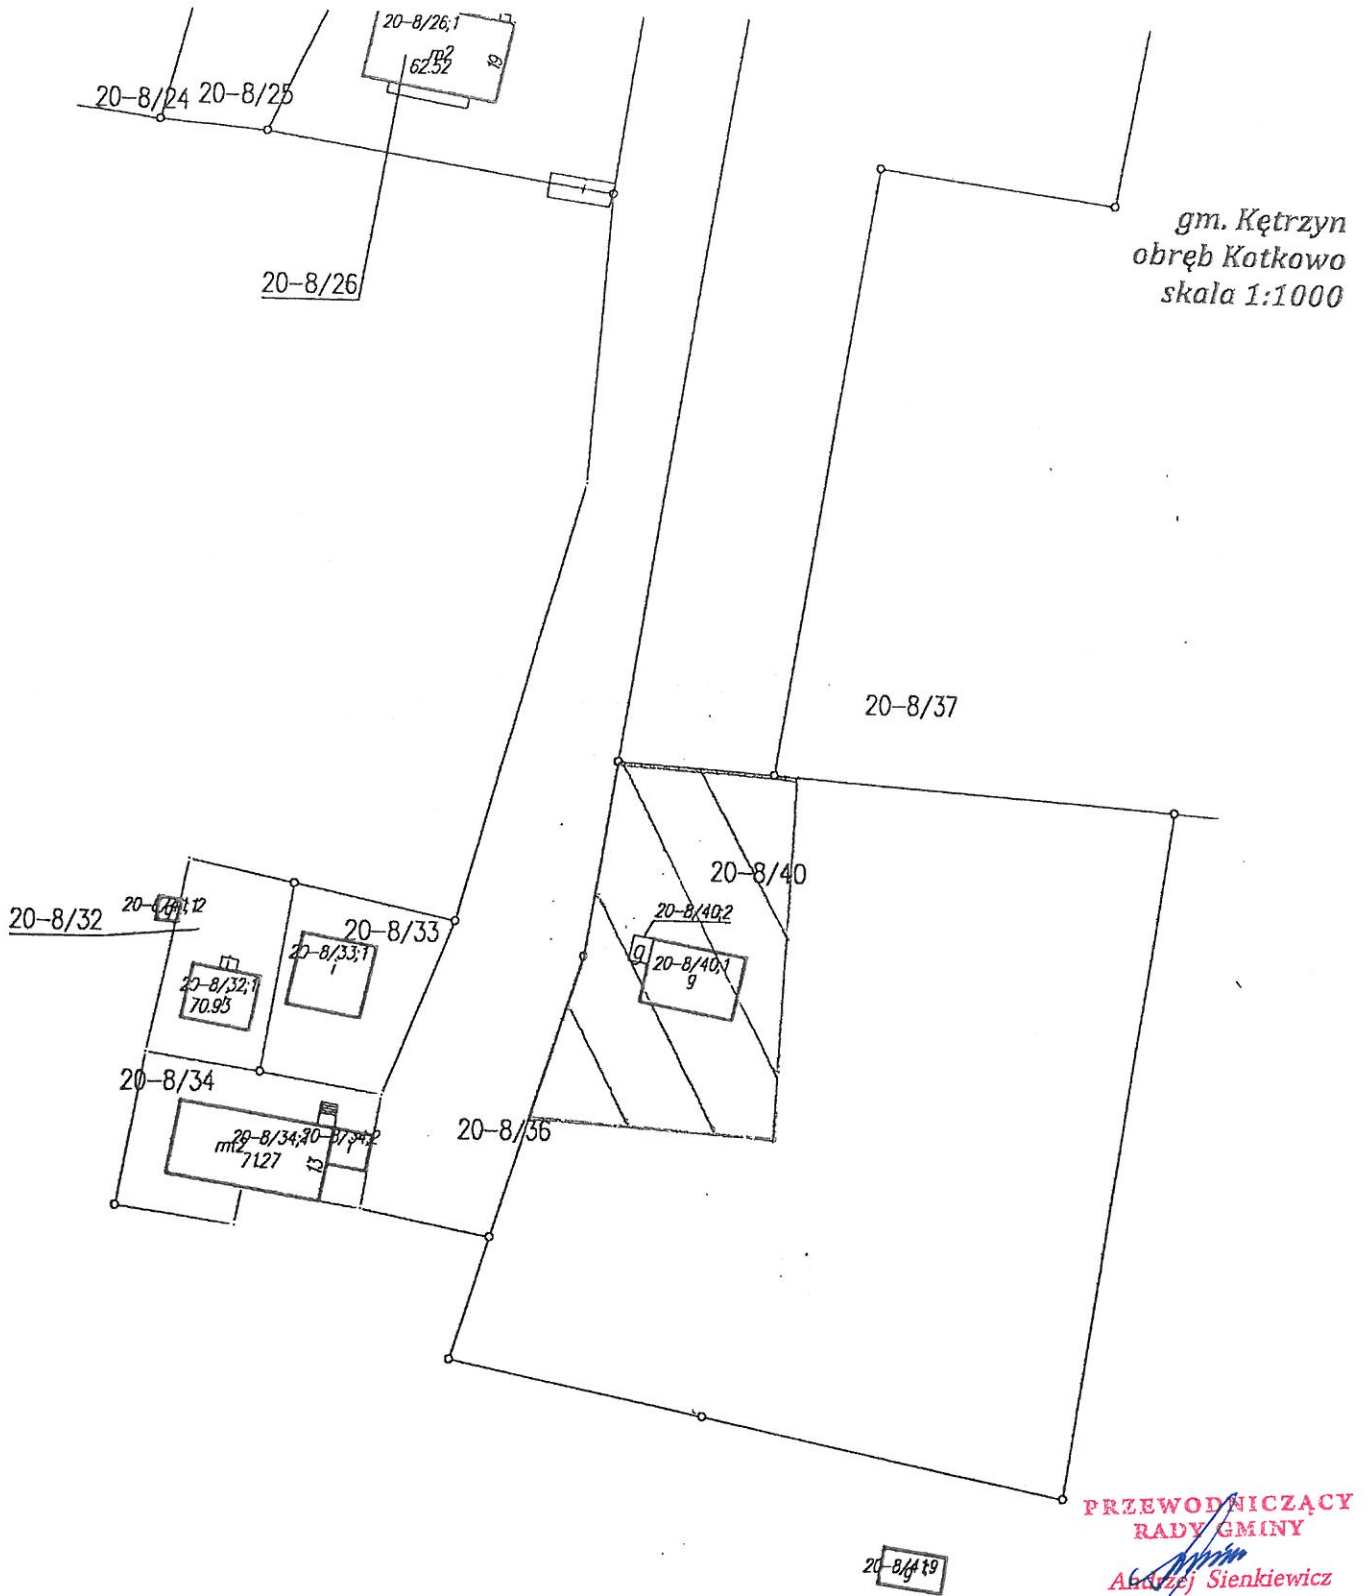 20-8/26;1
m2
62.52
19
20-8/24
20-8/25
20-8/26
gm. Kętrzyn
obręb Kotkowo
skala 1:1000
20-8/37
20-8/40
20-8/40;2
g
20-8/40;1
g
20-8/32
20-8/33
20-8/33;1
i
i
20-8/32;1
70.93
20-8/34
20-8/36
m2
71.27
13
i
PRZEWODNICZĄCY
RADY GMINY
Andrzej Sienkiewicz